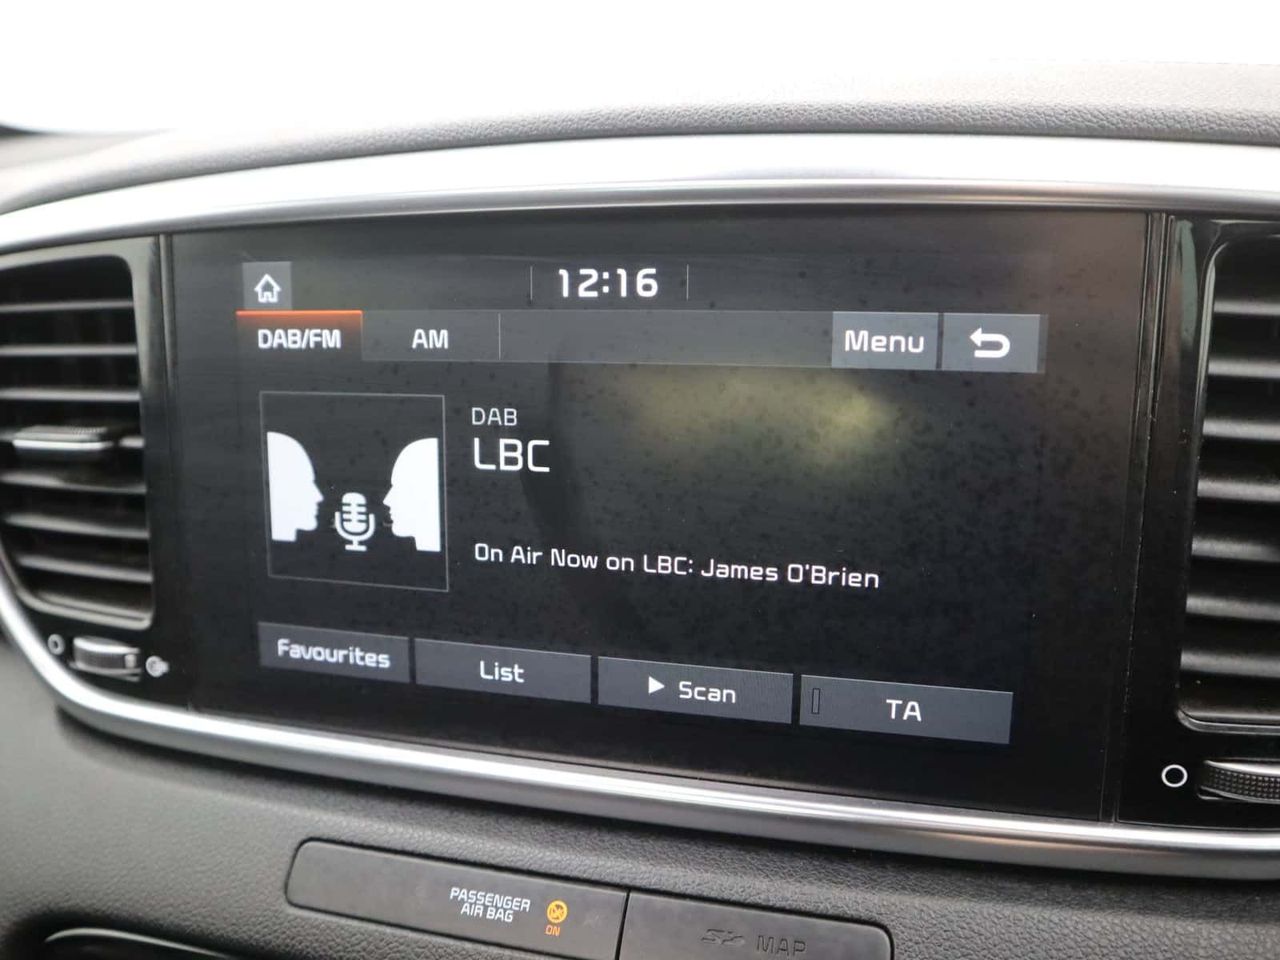 12:16
DAB/FM
AM
Menu
DAB
LBC
On Air Now on LBC: James O'Brien
Favourites
List
Scan
TA
PASSENGER
AIR BAG
ON
SD MAP